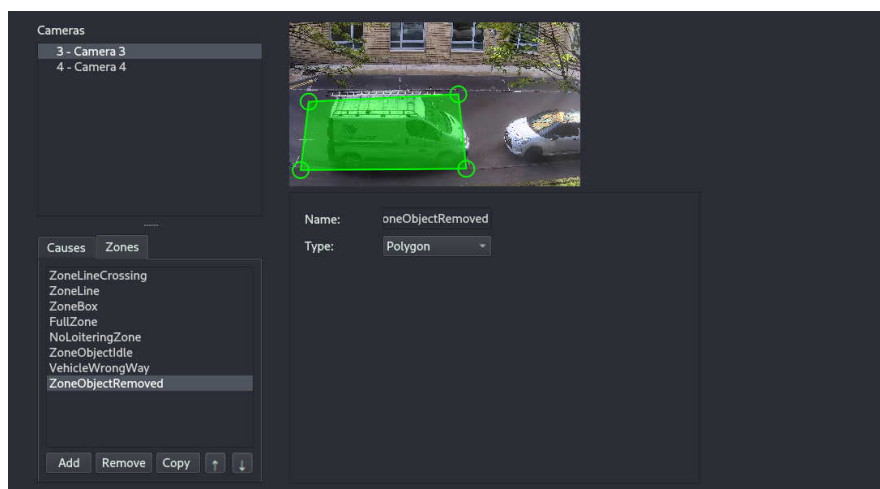 Cameras
3 - Camera 3
4 - Camera 4
Causes
Zones
ZoneLineCrossing
ZoneLine
ZoneBox
FullZone
NoLoiteringZone
ZoneObjectIdle
VehicleWrongWay
ZoneObjectRemoved
Add
Remove
Copy
↑
↓
Name:
oneObjectRemoved
Type:
Polygon